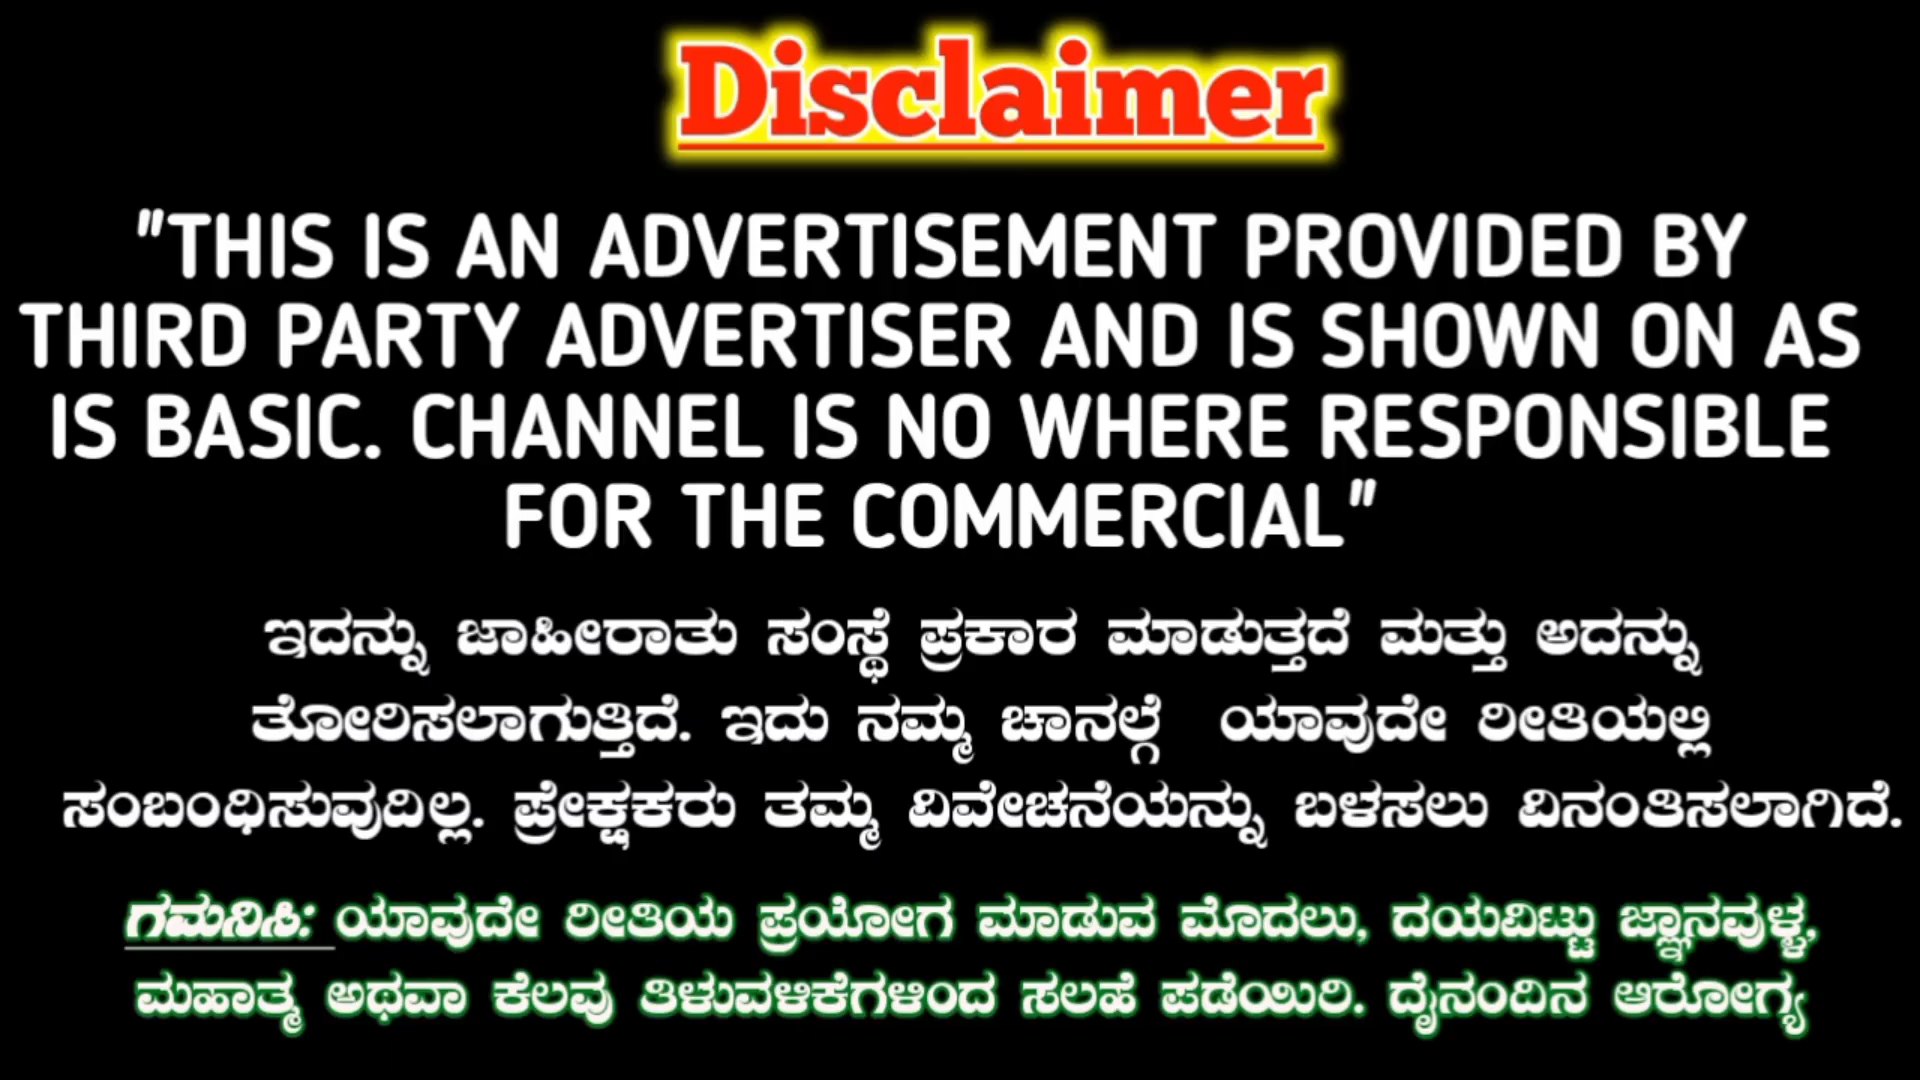 Disclaimer
"THIS IS AN ADVERTISEMENT PROVIDED BY
THIRD PARTY ADVERTISER AND IS SHOWN ON AS
IS BASIC. CHANNEL IS NO WHERE RESPONSIBLE
FOR THE COMMERCIAL"
ಇದನ್ನು ಜಾಹೀರಾತು ಸಂಸ್ಥೆ ಪ್ರಕಾರ ಮಾಡುತ್ತದೆ ಮತ್ತು ಅದನ್ನು
ತೋರಿಸಲಾಗುತ್ತಿದೆ. ಇದು ನಮ್ಮ ಚಾನಲ್ಗೆ ಯಾವುದೇ ರೀತಿಯಲ್ಲಿ
ಸಂಬಂಧಿಸುವುದಿಲ್ಲ. ಪ್ರೇಕ್ಷಕರು ತಮ್ಮ ವಿವೇಚನೆಯನ್ನು ಬಳಸಲು ವಿನಂತಿಸಲಾಗಿದೆ.
ಗಮನಿಸಿ: ಯಾವುದೇ ರೀತಿಯ ಪ್ರಯೋಗ ಮಾಡುವ ಮೊದಲು, ದಯವಿಟ್ಟು ಜ್ಞಾನವುಳ್ಳ,
ಮಹಾತ್ಮ ಅಥವಾ ಕೆಲವು ತಿಳುವಳಿಕೆಗಳಿಂದ ಸಲಹೆ ಪಡೆಯಿರಿ. ದೈನಂದಿನ ಆರೋಗ್ಯ